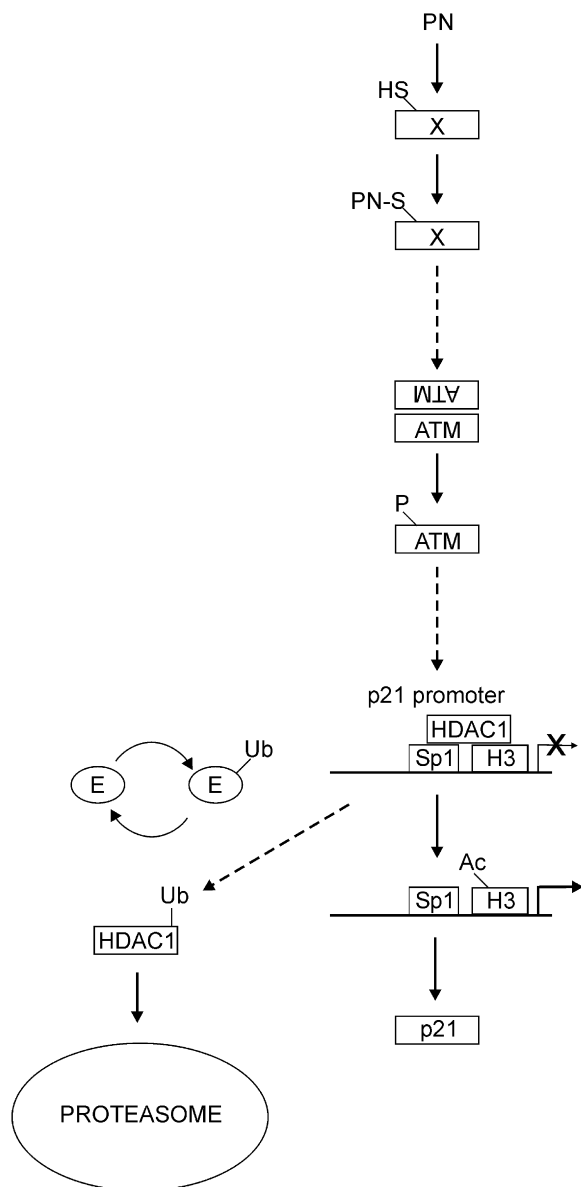 PN
HS
X
PN-S
X
ATM
ATM
P
ATM
p21 promoter
HDAC1
Sp1 H3 X
E
E
Ub
Ac
Sp1 H3
Ub
HDAC1
p21
PROTEASOME